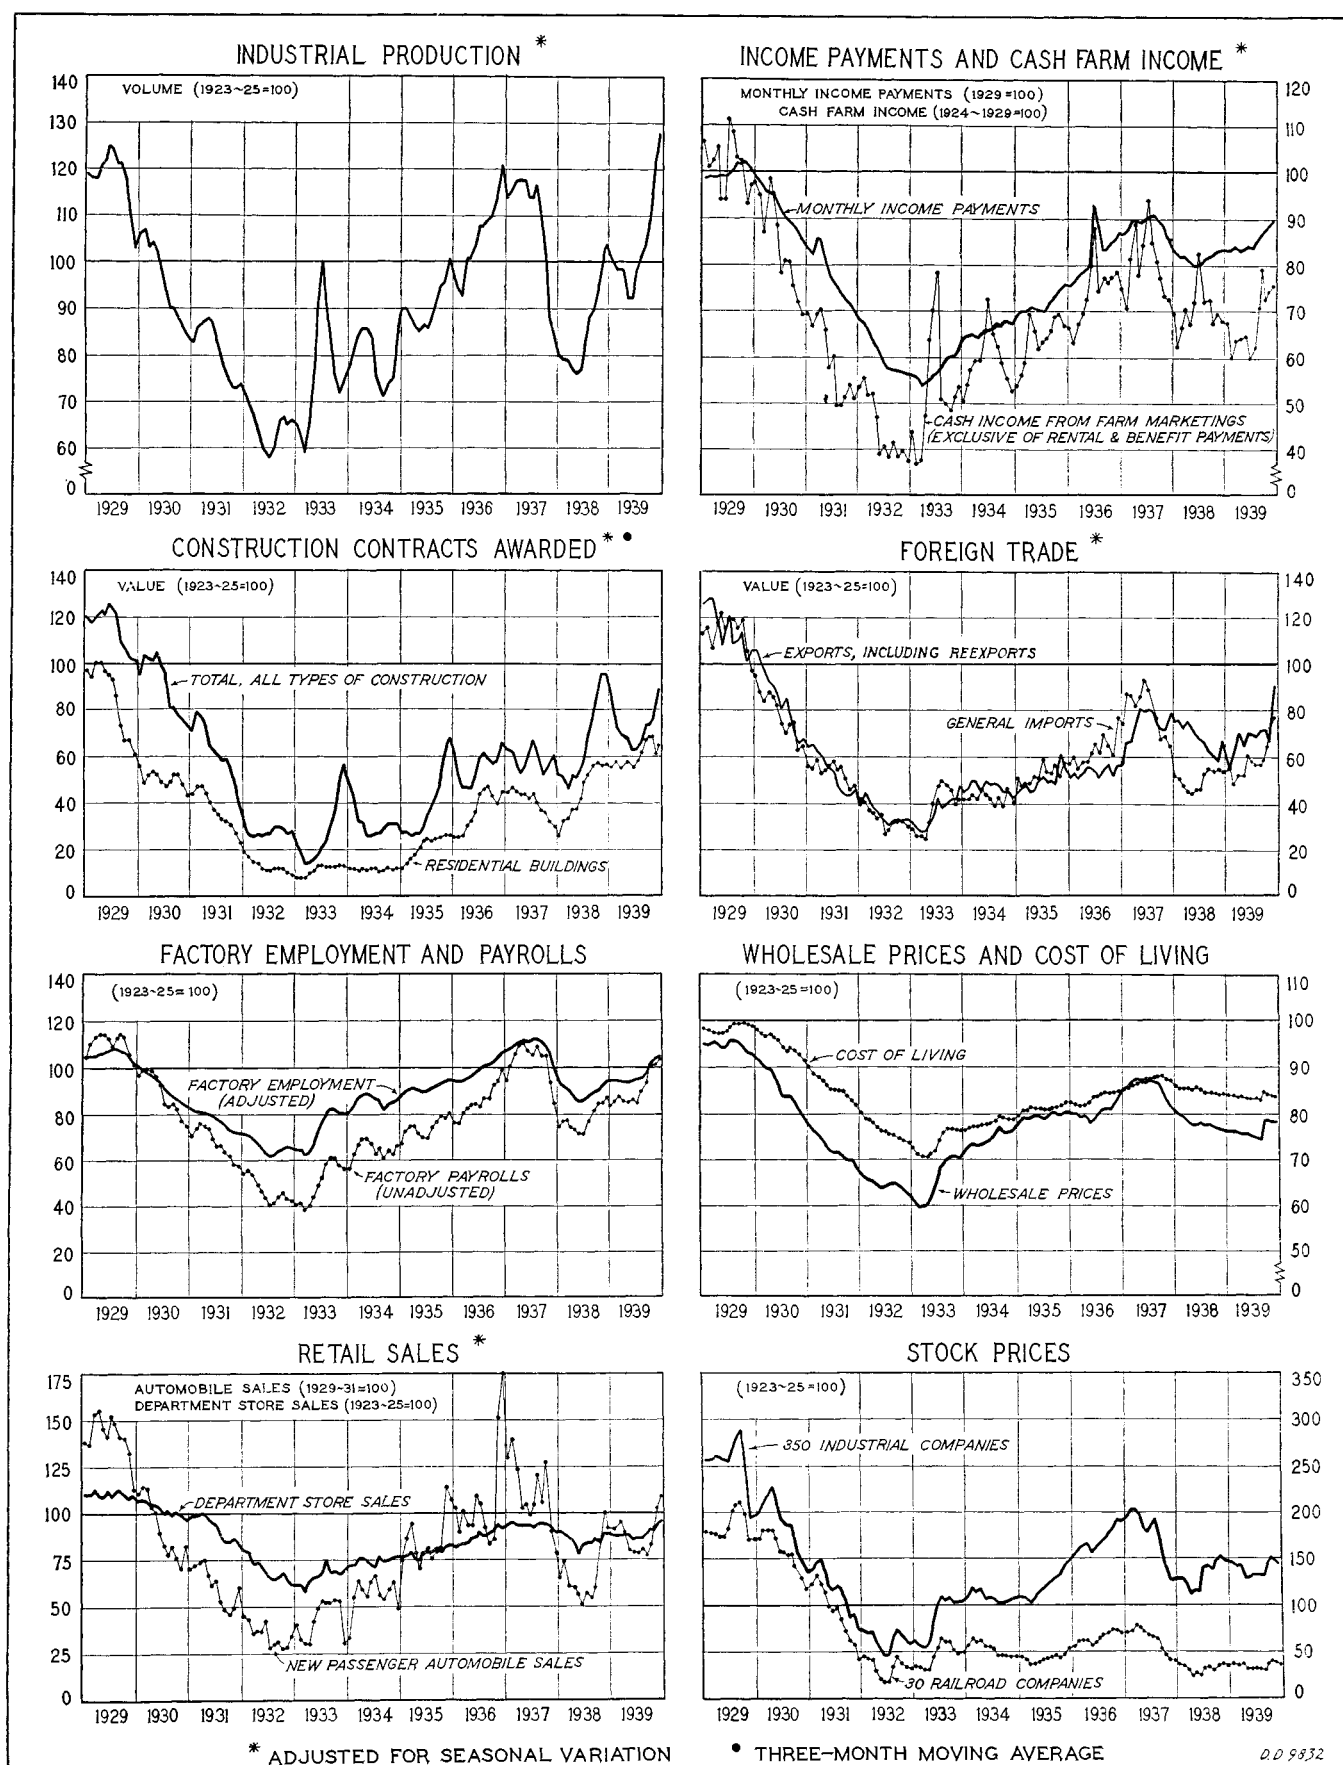 INDUSTRIAL PRODUCTION *
VOLUME (1923~25=100)
140
130
120
110
100
90
80
70
60
0
1929 1930 1931 1932 1933 1934 1935 1936 1937 1938 1939
INCOME PAYMENTS AND CASH FARM INCOME *
MONTHLY INCOME PAYMENTS (1929=100)
CASH FARM INCOME (1924~1929=100)
120
110
100
90
80
70
60
50
40
0
MONTHLY INCOME PAYMENTS
CASH INCOME FROM FARM MARKETINGS
(EXCLUSIVE OF RENTAL & BENEFIT PAYMENTS)
1929 1930 1931 1932 1933 1934 1935 1936 1937 1938 1939
CONSTRUCTION CONTRACTS AWARDED * •
VALUE (1923~25=100)
140
120
100
80
60
40
20
0
TOTAL, ALL TYPES OF CONSTRUCTION
RESIDENTIAL BUILDINGS
1929 1930 1931 1932 1933 1934 1935 1936 1937 1938 1939
FOREIGN TRADE *
VALUE (1923~25=100)
140
120
100
80
60
40
20
0
EXPORTS, INCLUDING REEXPORTS
GENERAL IMPORTS
1929 1930 1931 1932 1933 1934 1935 1936 1937 1938 1939
FACTORY EMPLOYMENT AND PAYROLLS
(1923~25=100)
140
120
100
80
60
40
20
0
FACTORY EMPLOYMENT
(ADJUSTED)
FACTORY PAYROLLS
(UNADJUSTED)
1929 1930 1931 1932 1933 1934 1935 1936 1937 1938 1939
WHOLESALE PRICES AND COST OF LIVING
(1923~25=100)
110
100
90
80
70
60
50
0
COST OF LIVING
WHOLESALE PRICES
1929 1930 1931 1932 1933 1934 1935 1936 1937 1938 1939
RETAIL SALES *
AUTOMOBILE SALES (1929~31=100)
DEPARTMENT STORE SALES (1923~25=100)
175
150
125
100
75
50
25
0
DEPARTMENT STORE SALES
NEW PASSENGER AUTOMOBILE SALES
1929 1930 1931 1932 1933 1934 1935 1936 1937 1938 1939
STOCK PRICES
(1923~25=100)
350
300
250
200
150
100
50
0
350 INDUSTRIAL COMPANIES
30 RAILROAD COMPANIES
1929 1930 1931 1932 1933 1934 1935 1936 1937 1938 1939
* ADJUSTED FOR SEASONAL VARIATION • THREE-MONTH MOVING AVERAGE
D.D 9832